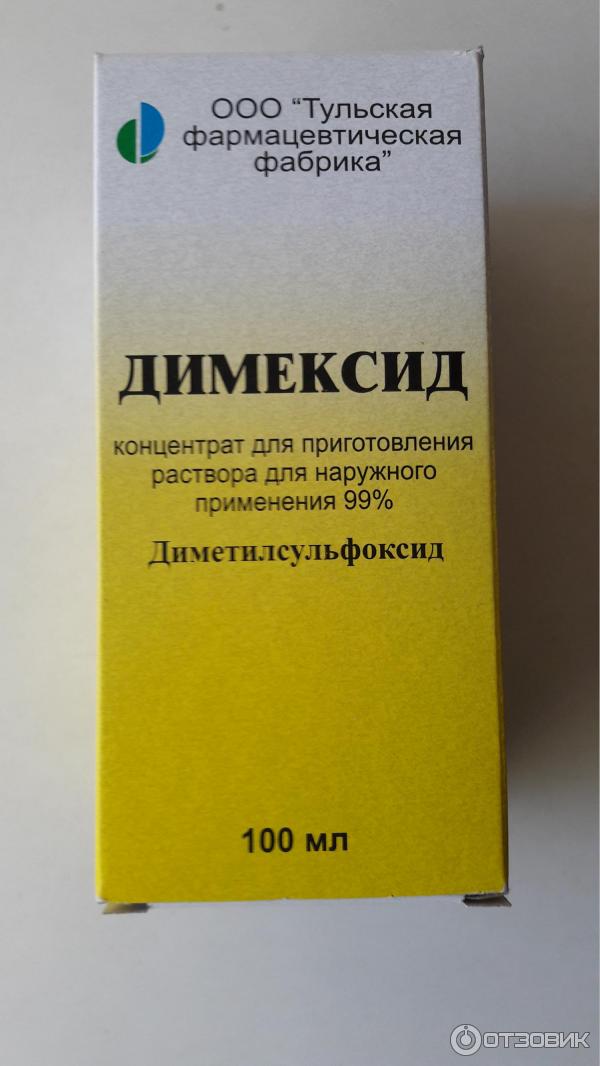 ООО “Тульская
фармацевтическая
фабрика”
ДИМЕКСИД
концентрат для приготовления
раствора для наружного
применения 99%
Диметилсульфоксид
100 мл
ОТЗОВИК